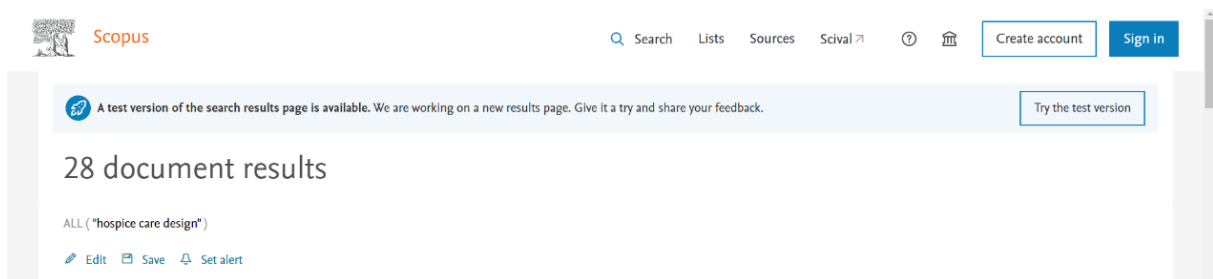 Scopus
Search Lists Sources Scival Create account Sign in
A test version of the search results page is available. We are working on a new results page. Give it a try and share your feedback. Try the test version
28 document results
ALL ( "hospice care design" )
Edit Save Set alert